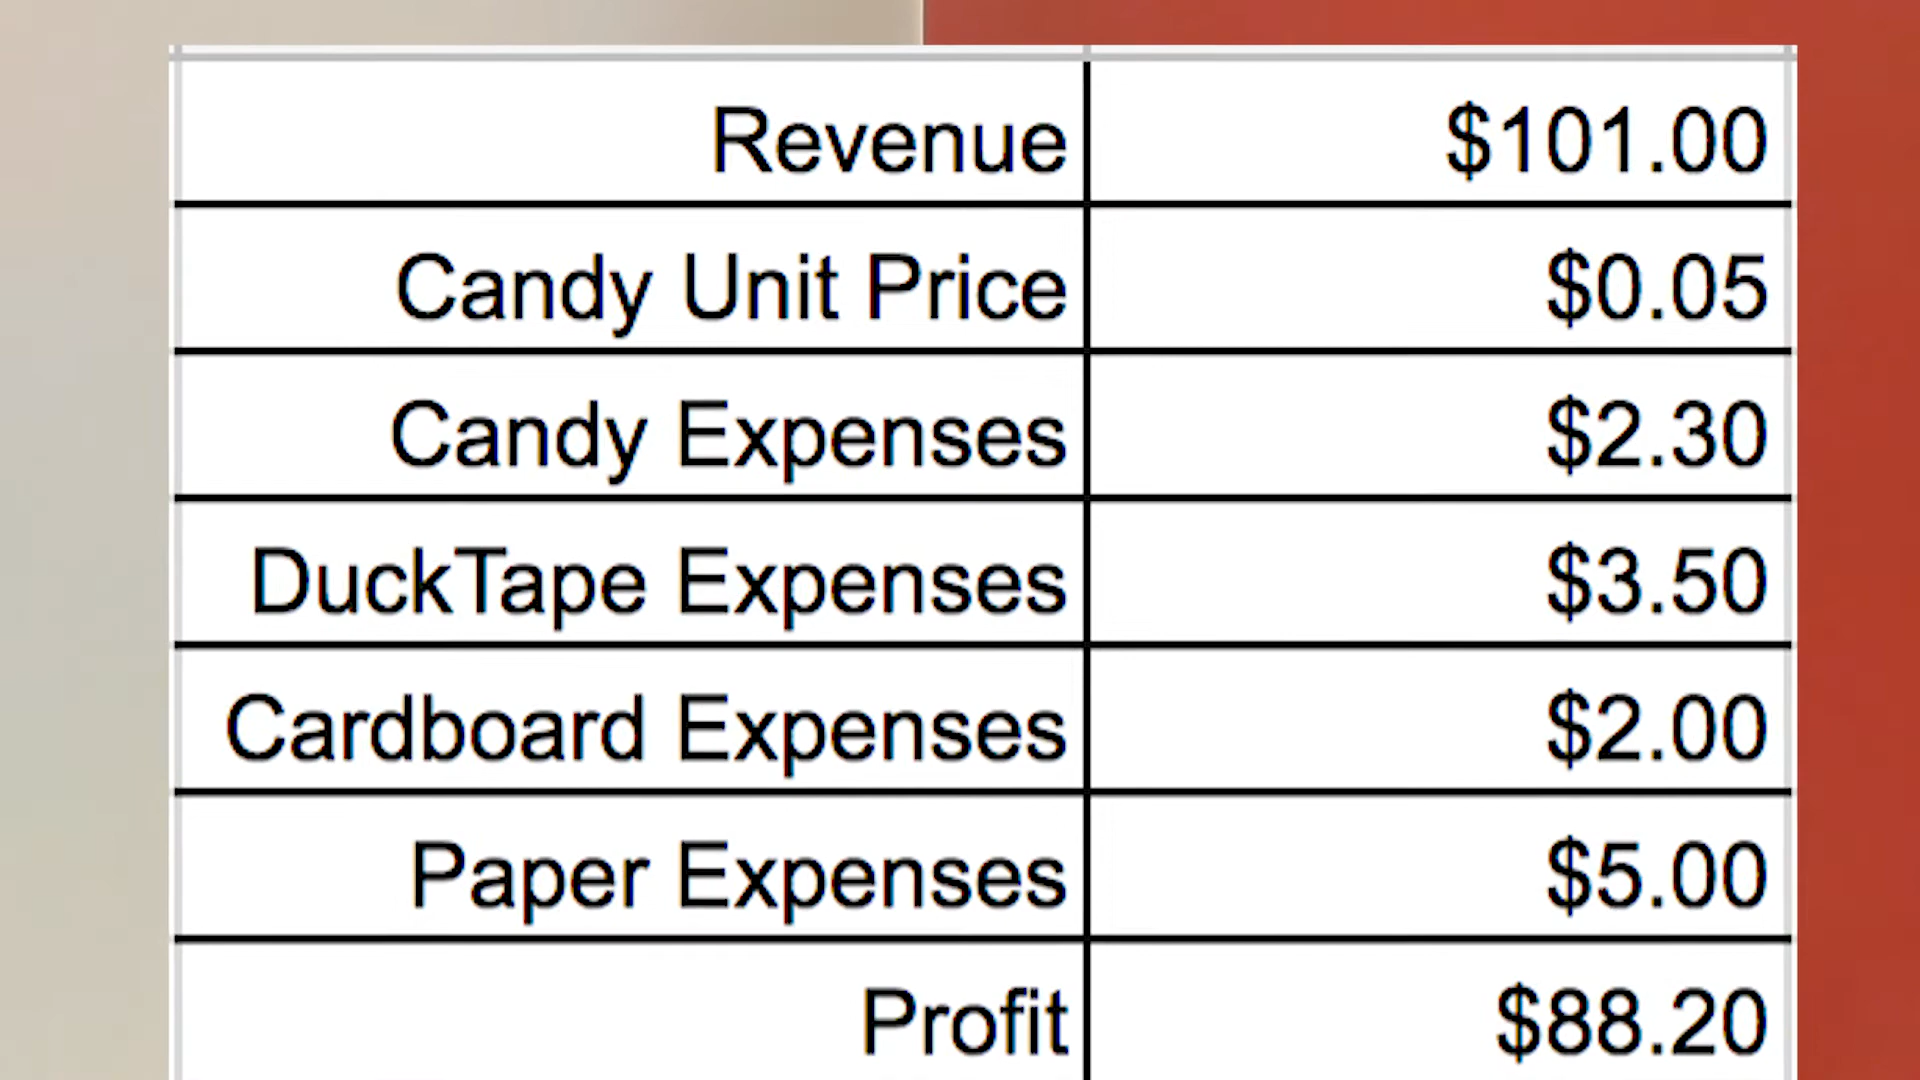 Revenue $101.00
Candy Unit Price $0.05
Candy Expenses $2.30
DuckTape Expenses $3.50
Cardboard Expenses $2.00
Paper Expenses $5.00
Profit $88.20